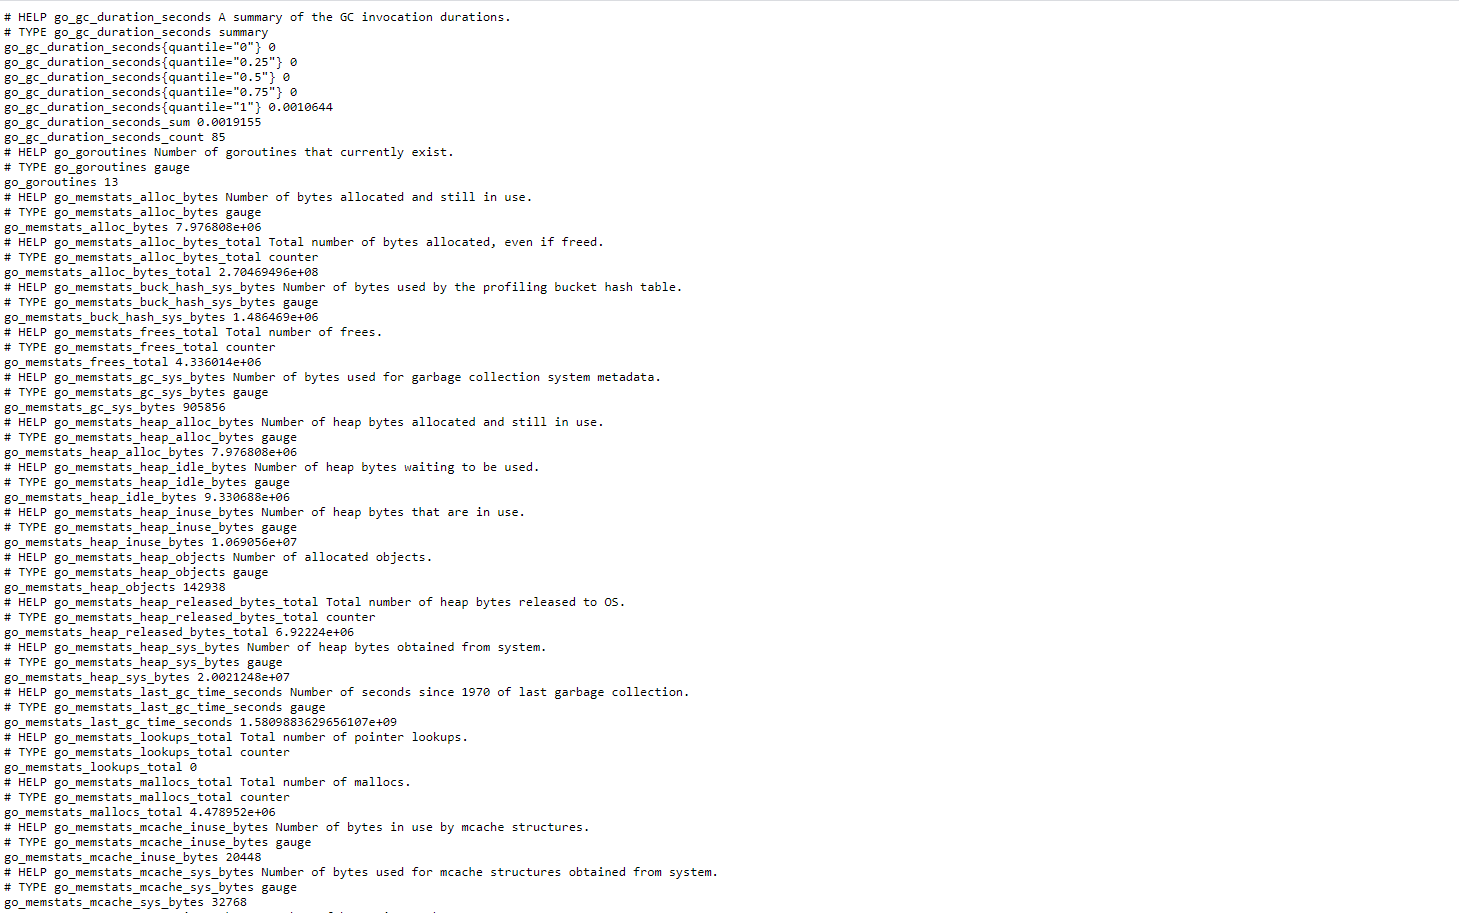 # HELP go_gc_duration_seconds A summary of the GC invocation durations.
# TYPE go_gc_duration_seconds summary
go_gc_duration_seconds{quantile="0"} 0
go_gc_duration_seconds{quantile="0.25"} 0
go_gc_duration_seconds{quantile="0.5"} 0
go_gc_duration_seconds{quantile="0.75"} 0
go_gc_duration_seconds{quantile="1"} 0.0010644
go_gc_duration_seconds_sum 0.0019155
go_gc_duration_seconds_count 85
# HELP go_goroutines Number of goroutines that currently exist.
# TYPE go_goroutines gauge
go_goroutines 13
# HELP go_memstats_alloc_bytes Number of bytes allocated and still in use.
# TYPE go_memstats_alloc_bytes gauge
go_memstats_alloc_bytes 7.976808e+06
# HELP go_memstats_alloc_bytes_total Total number of bytes allocated, even if freed.
# TYPE go_memstats_alloc_bytes_total counter
go_memstats_alloc_bytes_total 2.70469496e+08
# HELP go_memstats_buck_hash_sys_bytes Number of bytes used by the profiling bucket hash table.
# TYPE go_memstats_buck_hash_sys_bytes gauge
go_memstats_buck_hash_sys_bytes 1.486469e+06
# HELP go_memstats_frees_total Total number of frees.
# TYPE go_memstats_frees_total counter
go_memstats_frees_total 4.336014e+06
# HELP go_memstats_gc_sys_bytes Number of bytes used for garbage collection system metadata.
# TYPE go_memstats_gc_sys_bytes gauge
go_memstats_gc_sys_bytes 905856
# HELP go_memstats_heap_alloc_bytes Number of heap bytes allocated and still in use.
# TYPE go_memstats_heap_alloc_bytes gauge
go_memstats_heap_alloc_bytes 7.976808e+06
# HELP go_memstats_heap_idle_bytes Number of heap bytes waiting to be used.
# TYPE go_memstats_heap_idle_bytes gauge
go_memstats_heap_idle_bytes 9.330688e+06
# HELP go_memstats_heap_inuse_bytes Number of heap bytes that are in use.
# TYPE go_memstats_heap_inuse_bytes gauge
go_memstats_heap_inuse_bytes 1.069056e+07
# HELP go_memstats_heap_objects Number of allocated objects.
# TYPE go_memstats_heap_objects gauge
go_memstats_heap_objects 142938
# HELP go_memstats_heap_released_bytes_total Total number of heap bytes released to OS.
# TYPE go_memstats_heap_released_bytes_total counter
go_memstats_heap_released_bytes_total 6.92224e+06
# HELP go_memstats_heap_sys_bytes Number of heap bytes obtained from system.
# TYPE go_memstats_heap_sys_bytes gauge
go_memstats_heap_sys_bytes 2.0021248e+07
# HELP go_memstats_last_gc_time_seconds Number of seconds since 1970 of last garbage collection.
# TYPE go_memstats_last_gc_time_seconds gauge
go_memstats_last_gc_time_seconds 1.5809883629656107e+09
# HELP go_memstats_lookups_total Total number of pointer lookups.
# TYPE go_memstats_lookups_total counter
go_memstats_lookups_total 0
# HELP go_memstats_mallocs_total Total number of mallocs.
# TYPE go_memstats_mallocs_total counter
go_memstats_mallocs_total 4.478952e+06
# HELP go_memstats_mcache_inuse_bytes Number of bytes in use by mcache structures.
# TYPE go_memstats_mcache_inuse_bytes gauge
go_memstats_mcache_inuse_bytes 20448
# HELP go_memstats_mcache_sys_bytes Number of bytes used for mcache structures obtained from system.
# TYPE go_memstats_mcache_sys_bytes gauge
go_memstats_mcache_sys_bytes 32768